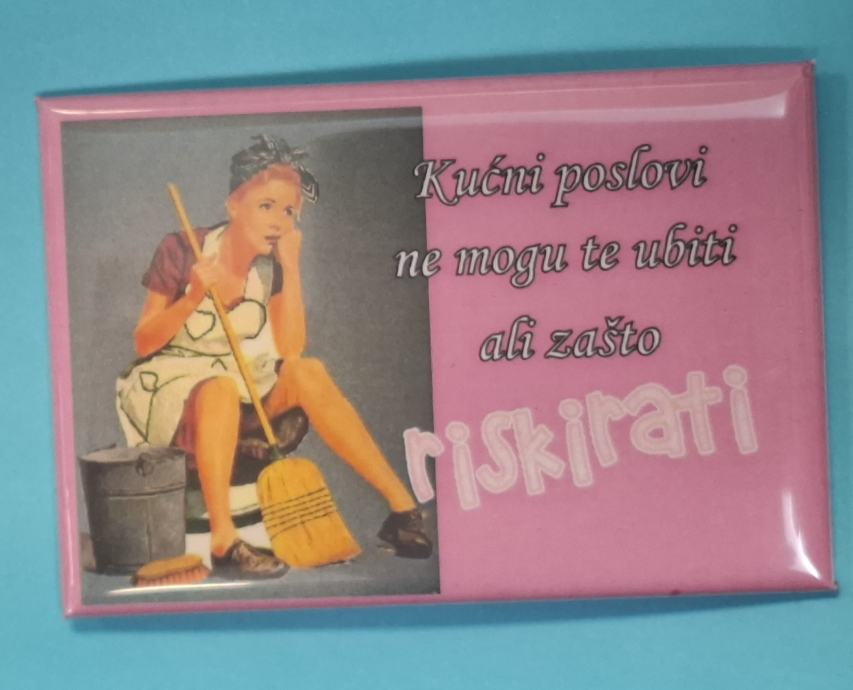 Kućni poslovi
ne mogu te ubiti
ali zašto
riskirati